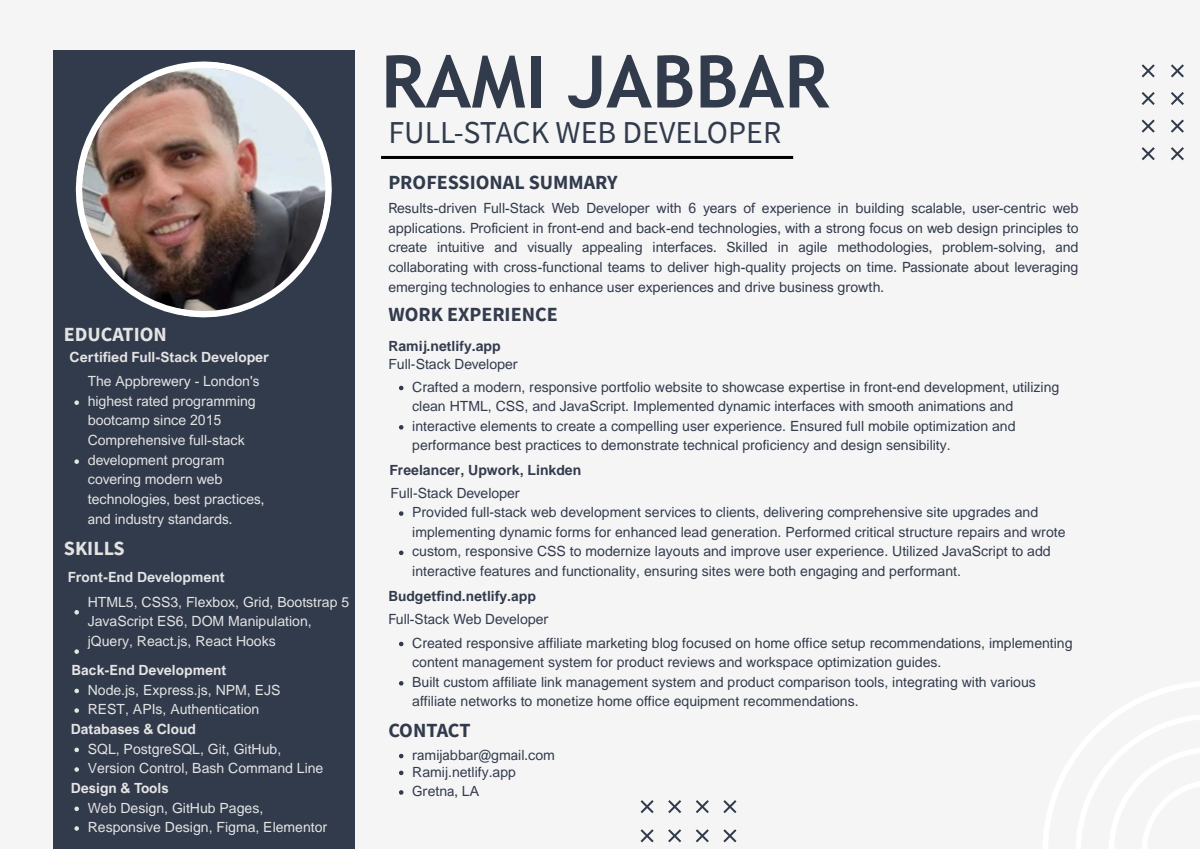 RAMI JABBAR
FULL-STACK WEB DEVELOPER
EDUCATION
Certified Full-Stack Developer
The Appbrewery - London's
highest rated programming
bootcamp since 2015
Comprehensive full-stack
development program
covering modern web
technologies, best practices,
and industry standards.
SKILLS
Front-End Development
HTML5, CSS3, Flexbox, Grid, Bootstrap 5
JavaScript ES6, DOM Manipulation,
jQuery, React.js, React Hooks
Back-End Development
Node.js, Express.js, NPM, EJS
REST, APIs, Authentication
Databases & Cloud
SQL, PostgreSQL, Git, GitHub,
Version Control, Bash Command Line
Design & Tools
Web Design, GitHub Pages,
Responsive Design, Figma, Elementor
PROFESSIONAL SUMMARY
Results-driven Full-Stack Web Developer with 6 years of experience in building scalable, user-centric web
applications. Proficient in front-end and back-end technologies, with a strong focus on web design principles to
create intuitive and visually appealing interfaces. Skilled in agile methodologies, problem-solving, and
collaborating with cross-functional teams to deliver high-quality projects on time. Passionate about leveraging
emerging technologies to enhance user experiences and drive business growth.
WORK EXPERIENCE
Ramij.netlify.app
Full-Stack Developer
Crafted a modern, responsive portfolio website to showcase expertise in front-end development, utilizing
clean HTML, CSS, and JavaScript. Implemented dynamic interfaces with smooth animations and
interactive elements to create a compelling user experience. Ensured full mobile optimization and
performance best practices to demonstrate technical proficiency and design sensibility.
Freelancer, Upwork, Linkden
Full-Stack Developer
Provided full-stack web development services to clients, delivering comprehensive site upgrades and
implementing dynamic forms for enhanced lead generation. Performed critical structure repairs and wrote
custom, responsive CSS to modernize layouts and improve user experience. Utilized JavaScript to add
interactive features and functionality, ensuring sites were both engaging and performant.
Budgetfind.netlify.app
Full-Stack Web Developer
Created responsive affiliate marketing blog focused on home office setup recommendations, implementing
content management system for product reviews and workspace optimization guides.
Built custom affiliate link management system and product comparison tools, integrating with various
affiliate networks to monetize home office equipment recommendations.
CONTACT
ramijabbar@gmail.com
Ramij.netlify.app
Gretna, LA